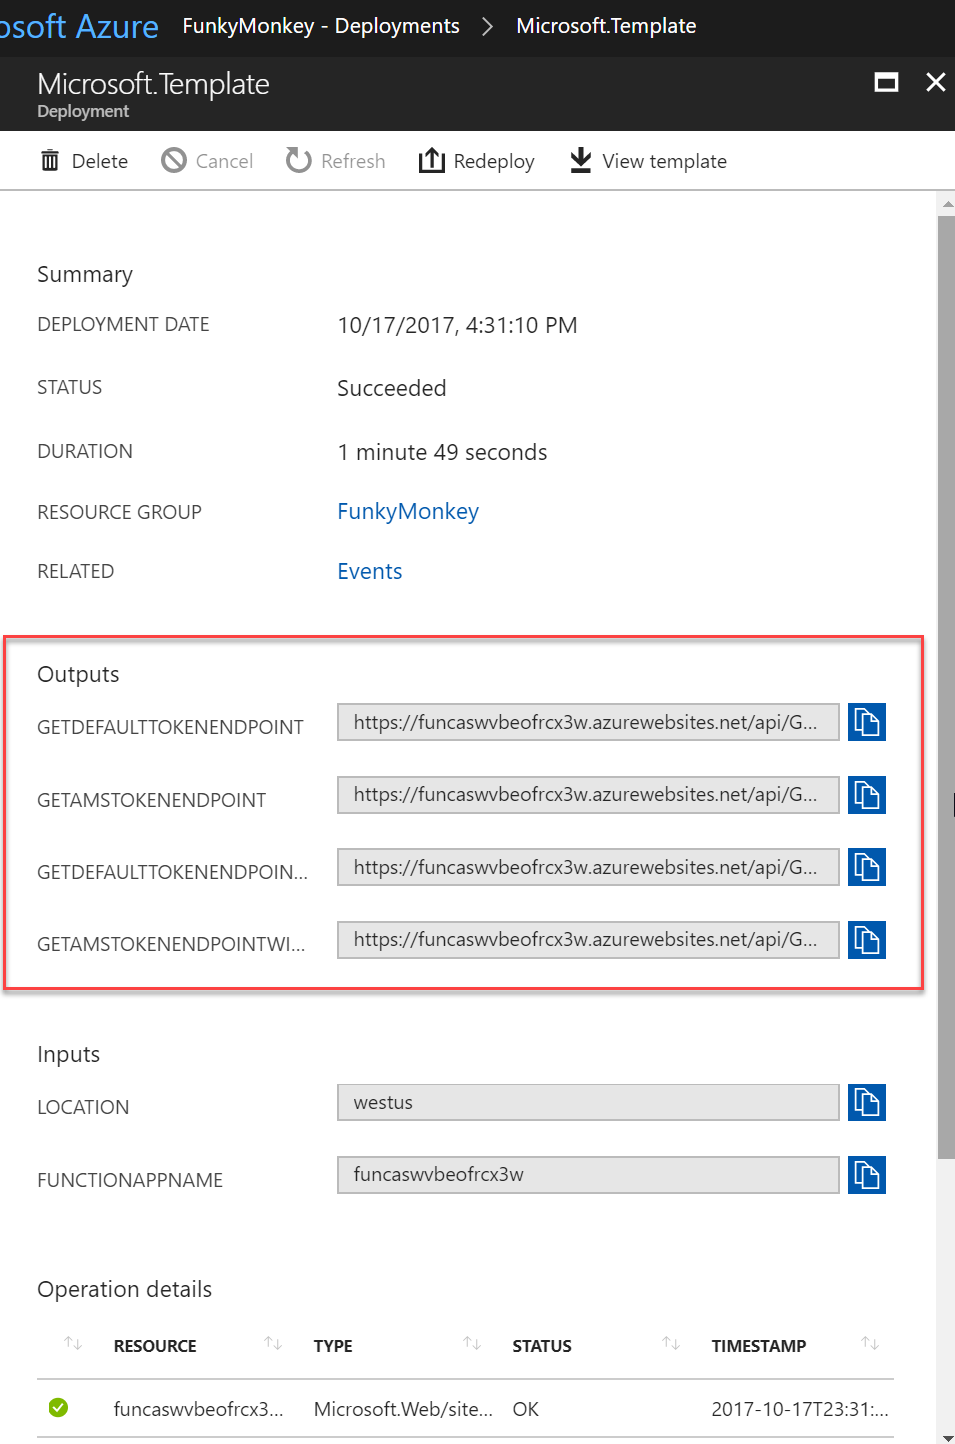 osoft Azure FunkyMonkey - Deployments > Microsoft.Template
Microsoft.Template
Deployment
Delete Cancel Refresh Redeploy View template
Summary
DEPLOYMENT DATE 10/17/2017, 4:31:10 PM
STATUS Succeeded
DURATION 1 minute 49 seconds
RESOURCE GROUP FunkyMonkey
RELATED Events
Outputs
GETDEFAULTTOKENENDPOINT https://funcaswvbeofrcx3w.azurewebsites.net/api/G...
GETAMSTOKENENDPOINT https://funcaswvbeofrcx3w.azurewebsites.net/api/G...
GETDEFAULTTOKENENDPOIN... https://funcaswvbeofrcx3w.azurewebsites.net/api/G...
GETAMSTOKENENDPOINTWI... https://funcaswvbeofrcx3w.azurewebsites.net/api/G...
Inputs
LOCATION westus
FUNCTIONAPPNAME funcaswvbeofrcx3w
Operation details
RESOURCE TYPE STATUS TIMESTAMP
funcaswvbeofrcx3... Microsoft.Web/site... OK 2017-10-17T23:31:...